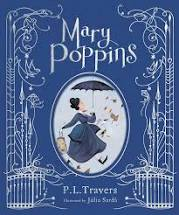 Mary
Poppins
P.L. Travers
Illustrated by Júlia Sardà